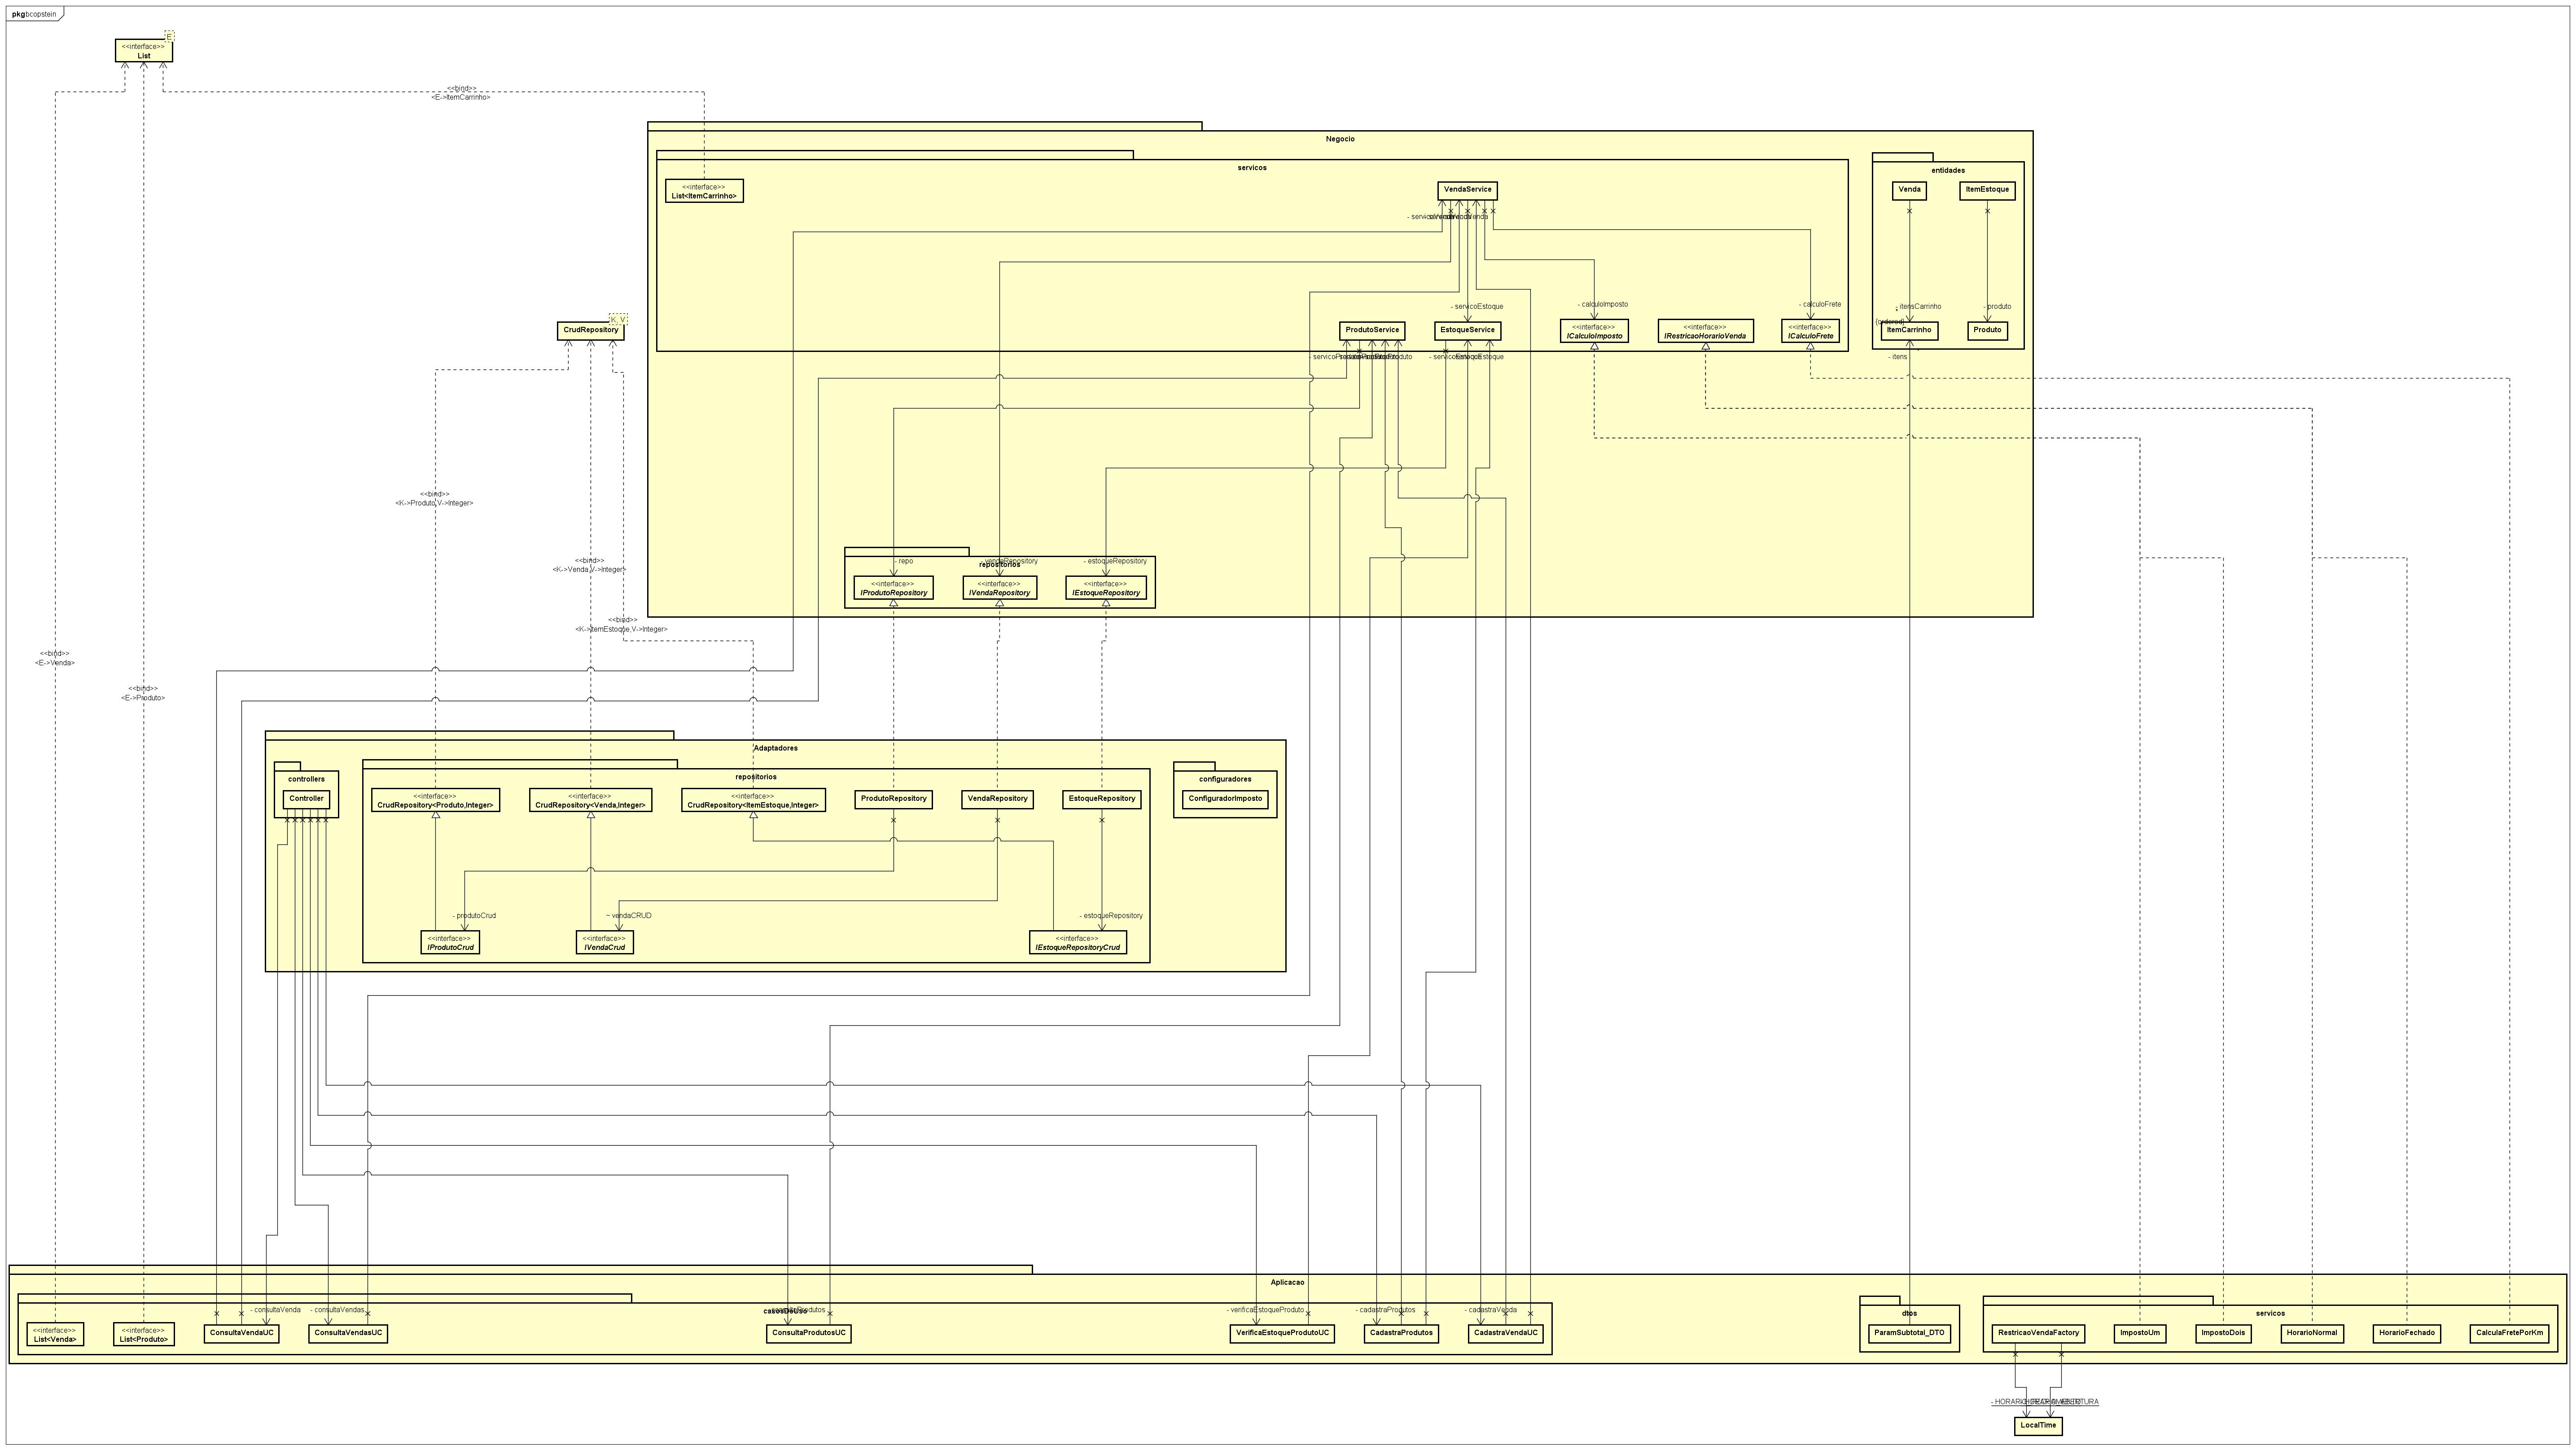 pkg bcopstein
E
<<interface>>
List
<<bind>>
<E->ItemCarrinho>
Negocio
servicos
<<interface>>
List<ItemCarrinho>
VendaService
entidades
Venda
ItemEstoque
- servicoEstoque
- calculoImposto
- calculoFrete
- itensCarrinho
- produto
{ordered}
K, V
CrudRepository
ProdutoService
EstoqueService
<<interface>>
ICalculoImposto
<<interface>>
IRestricaoHorarioVenda
<<interface>>
ICalculoFrete
ItemCarrinho
Produto
- itens
<<bind>>
<K->Produto,V->Integer>
<<bind>>
<K->Venda,V->Integer>
- repo
- vendaRepository
- estoqueRepository
repositorios
<<interface>>
IProdutoRepository
<<interface>>
IVendaRepository
<<interface>>
IEstoqueRepository
<<bind>>
<K->ItemEstoque,V->Integer>
<<bind>>
<E->Venda>
<<bind>>
<E->Produto>
Adaptadores
controllers
Controller
repositorios
<<interface>>
CrudRepository<Produto,Integer>
<<interface>>
CrudRepository<Venda,Integer>
<<interface>>
CrudRepository<ItemEstoque,Integer>
ProdutoRepository
VendaRepository
EstoqueRepository
configuradores
ConfiguradorImposto
- produtoCrud
~ vendaCRUD
- estoqueRepository
<<interface>>
IProdutoCrud
<<interface>>
IVendaCrud
<<interface>>
IEstoqueRepositoryCrud
Aplicacao
casosDeUso
- consultaVenda
- consultaVendas
- verificaEstoqueProduto
- cadastraProdutos
- cadastraVenda
<<interface>>
List<Venda>
<<interface>>
List<Produto>
ConsultaVendaUC
ConsultaVendasUC
ConsultaProdutosUC
VerificaEstoqueProdutoUC
CadastraProdutos
CadastraVendaUC
dtos
ParamSubtotal_DTO
servicos
RestricaoVendaFactory
ImpostoUm
ImpostoDois
HorarioNormal
HorarioFechado
CalculaFretePorKm
LocalTime